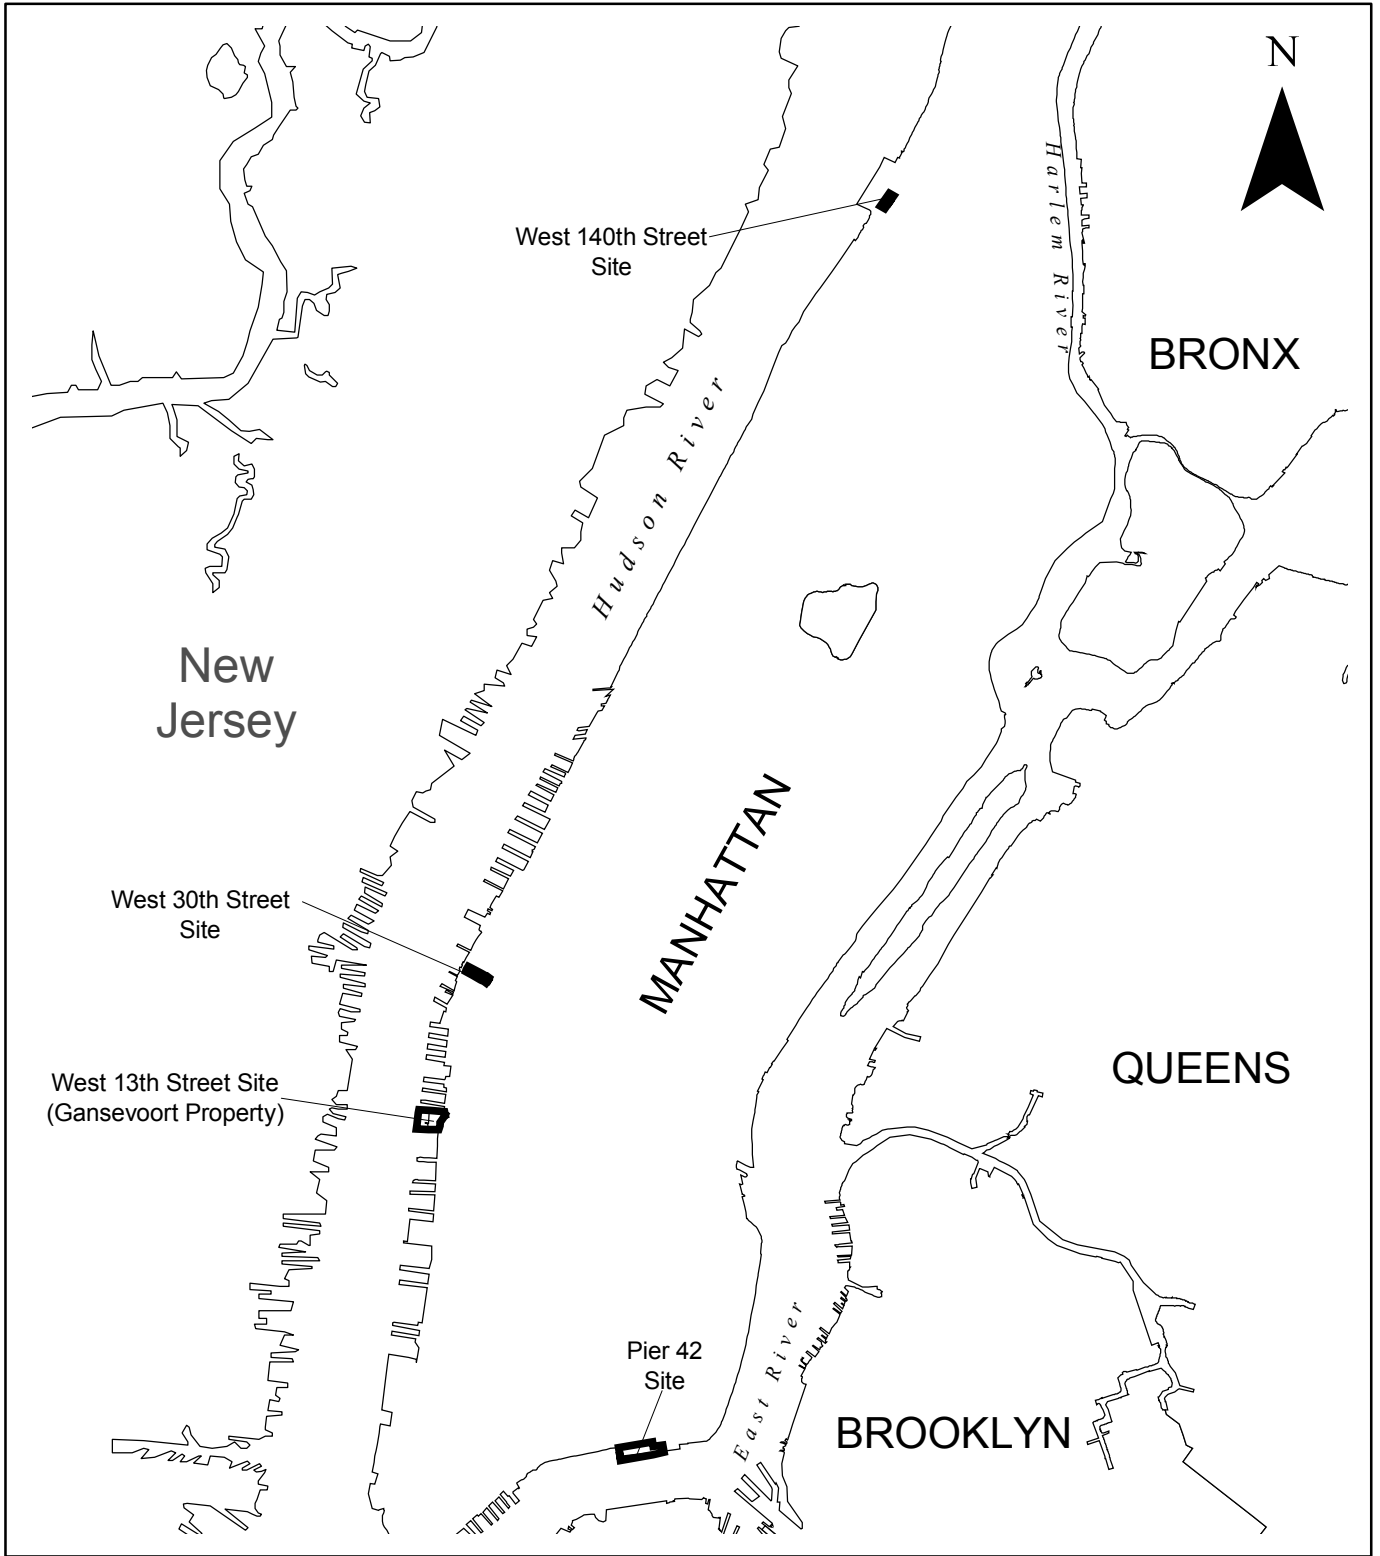 N
Harlem River
West 140th Street
Site
BRONX
Hudson River
New
Jersey
MANHATTAN
West 30th Street
Site
QUEENS
West 13th Street Site
(Gansevoort Property)
East River
Pier 42
Site
BROOKLYN